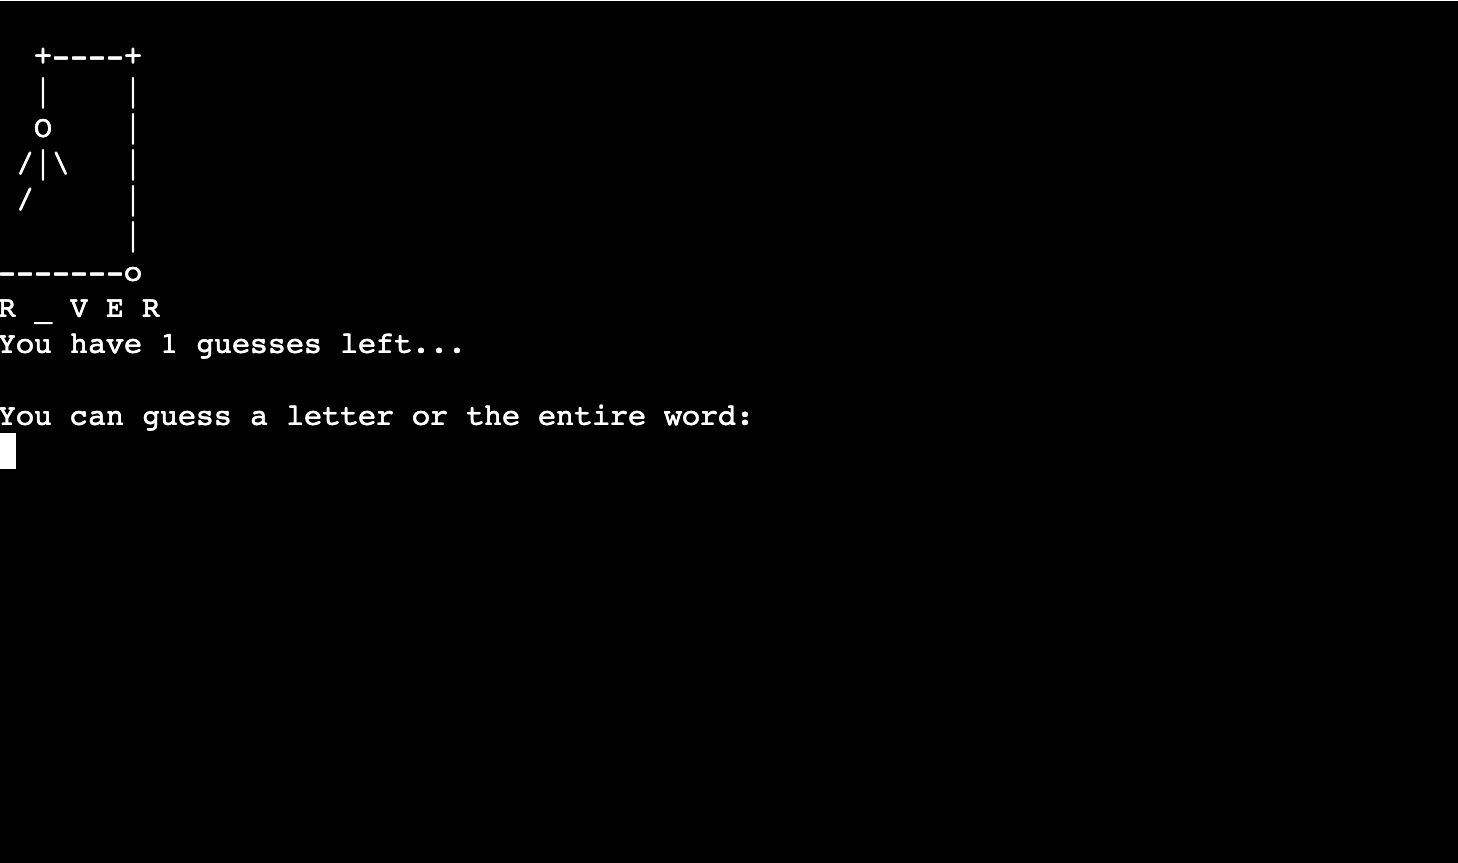 +----+
  |    |
  o    |
 /|\   |
 /     |
       |
-------o
R _ V E R
You have 1 guesses left...
You can guess a letter or the entire word: